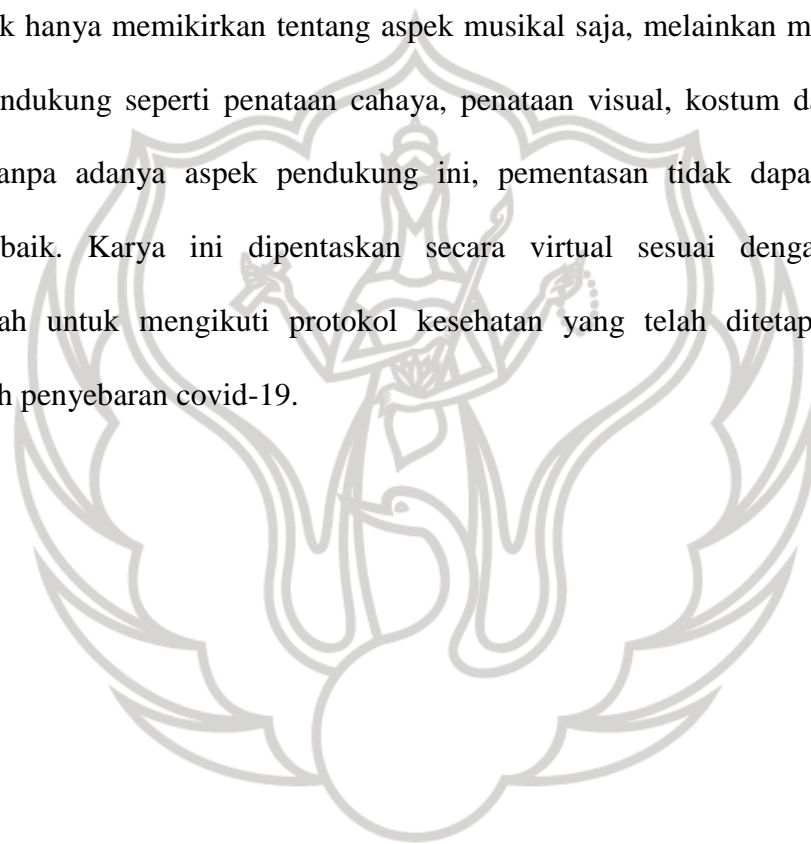 k hanya memikirkan tentang aspek musikal saja, melainkan m
ndukung seperti penataan cahaya, penataan visual, kostum d
anpa adanya aspek pendukung ini, pementasan tidak dapa
baik. Karya ini dipentaskan secara virtual sesuai denga
ah untuk mengikuti protokol kesehatan yang telah ditetap
h penyebaran covid-19.